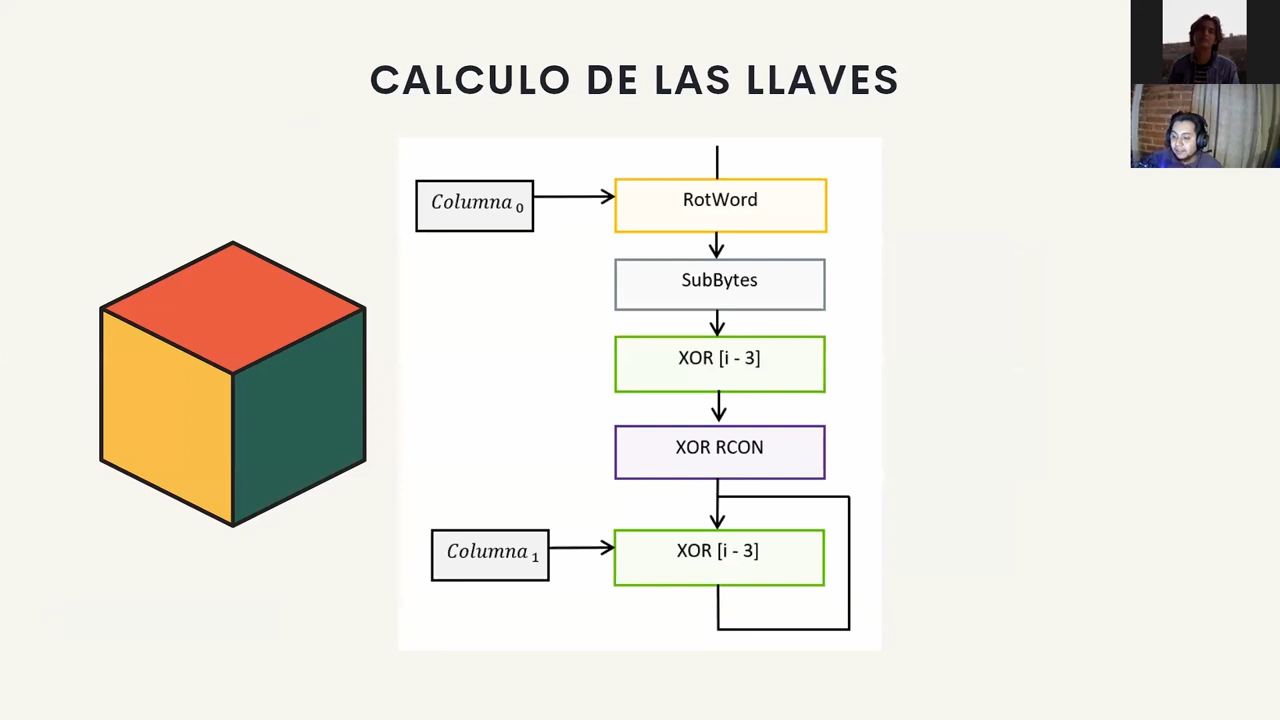 CALCULO DE LAS LLAVES
Columna 0
RotWord
SubBytes
XOR [i - 3]
XOR RCON
Columna 1
XOR [i - 3]